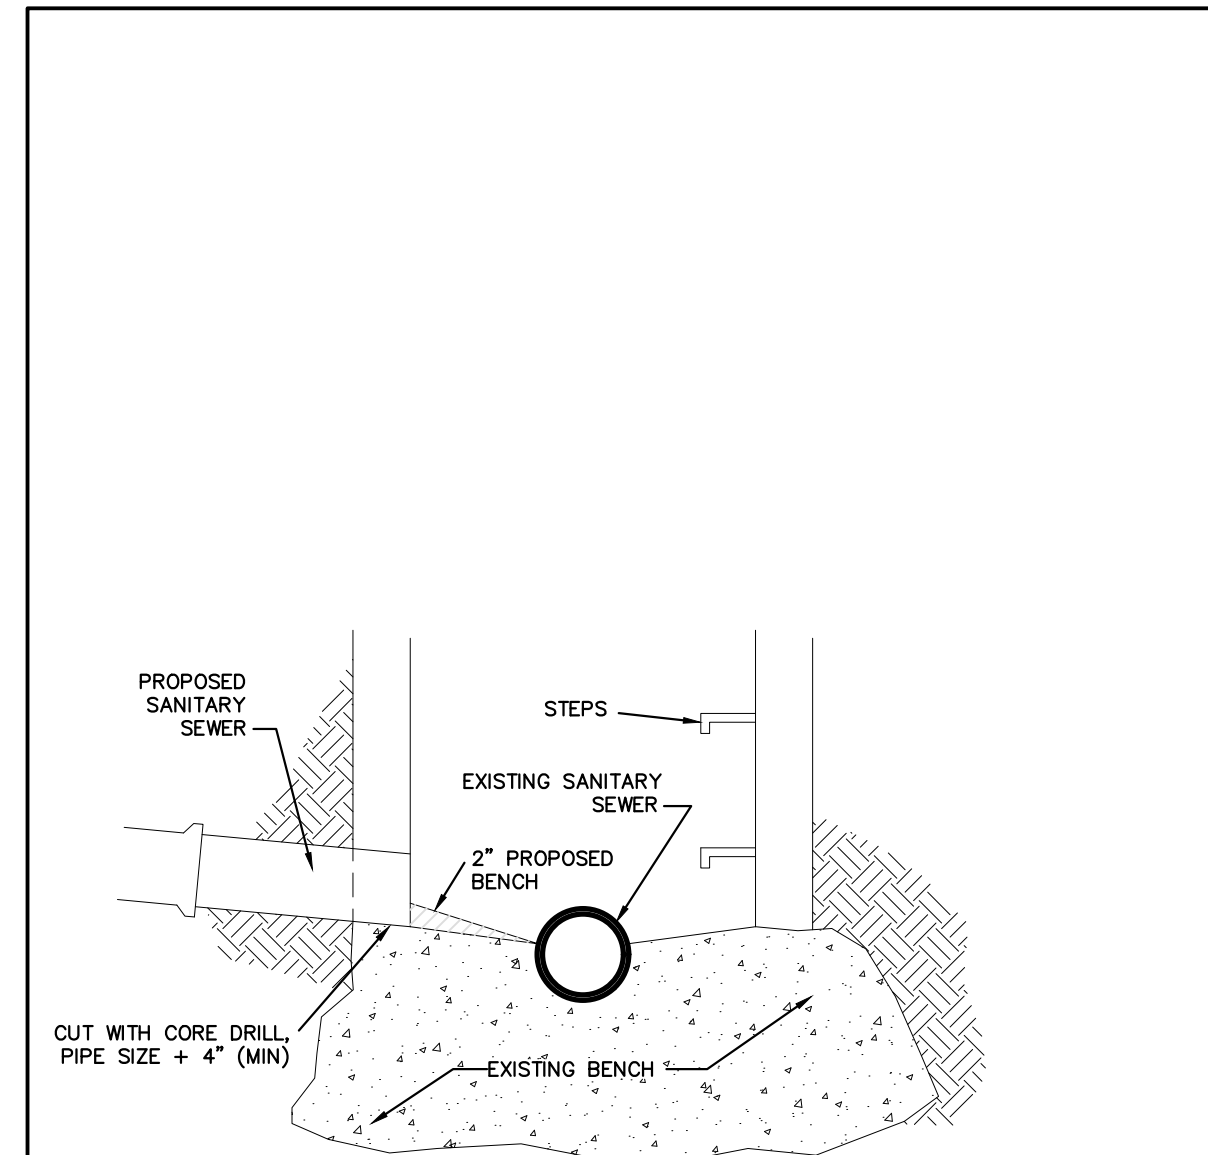 PROPOSED
SANITARY
SEWER
STEPS
EXISTING SANITARY
SEWER
2” PROPOSED
BENCH
CUT WITH CORE DRILL,
PIPE SIZE + 4” (MIN)
EXISTING BENCH